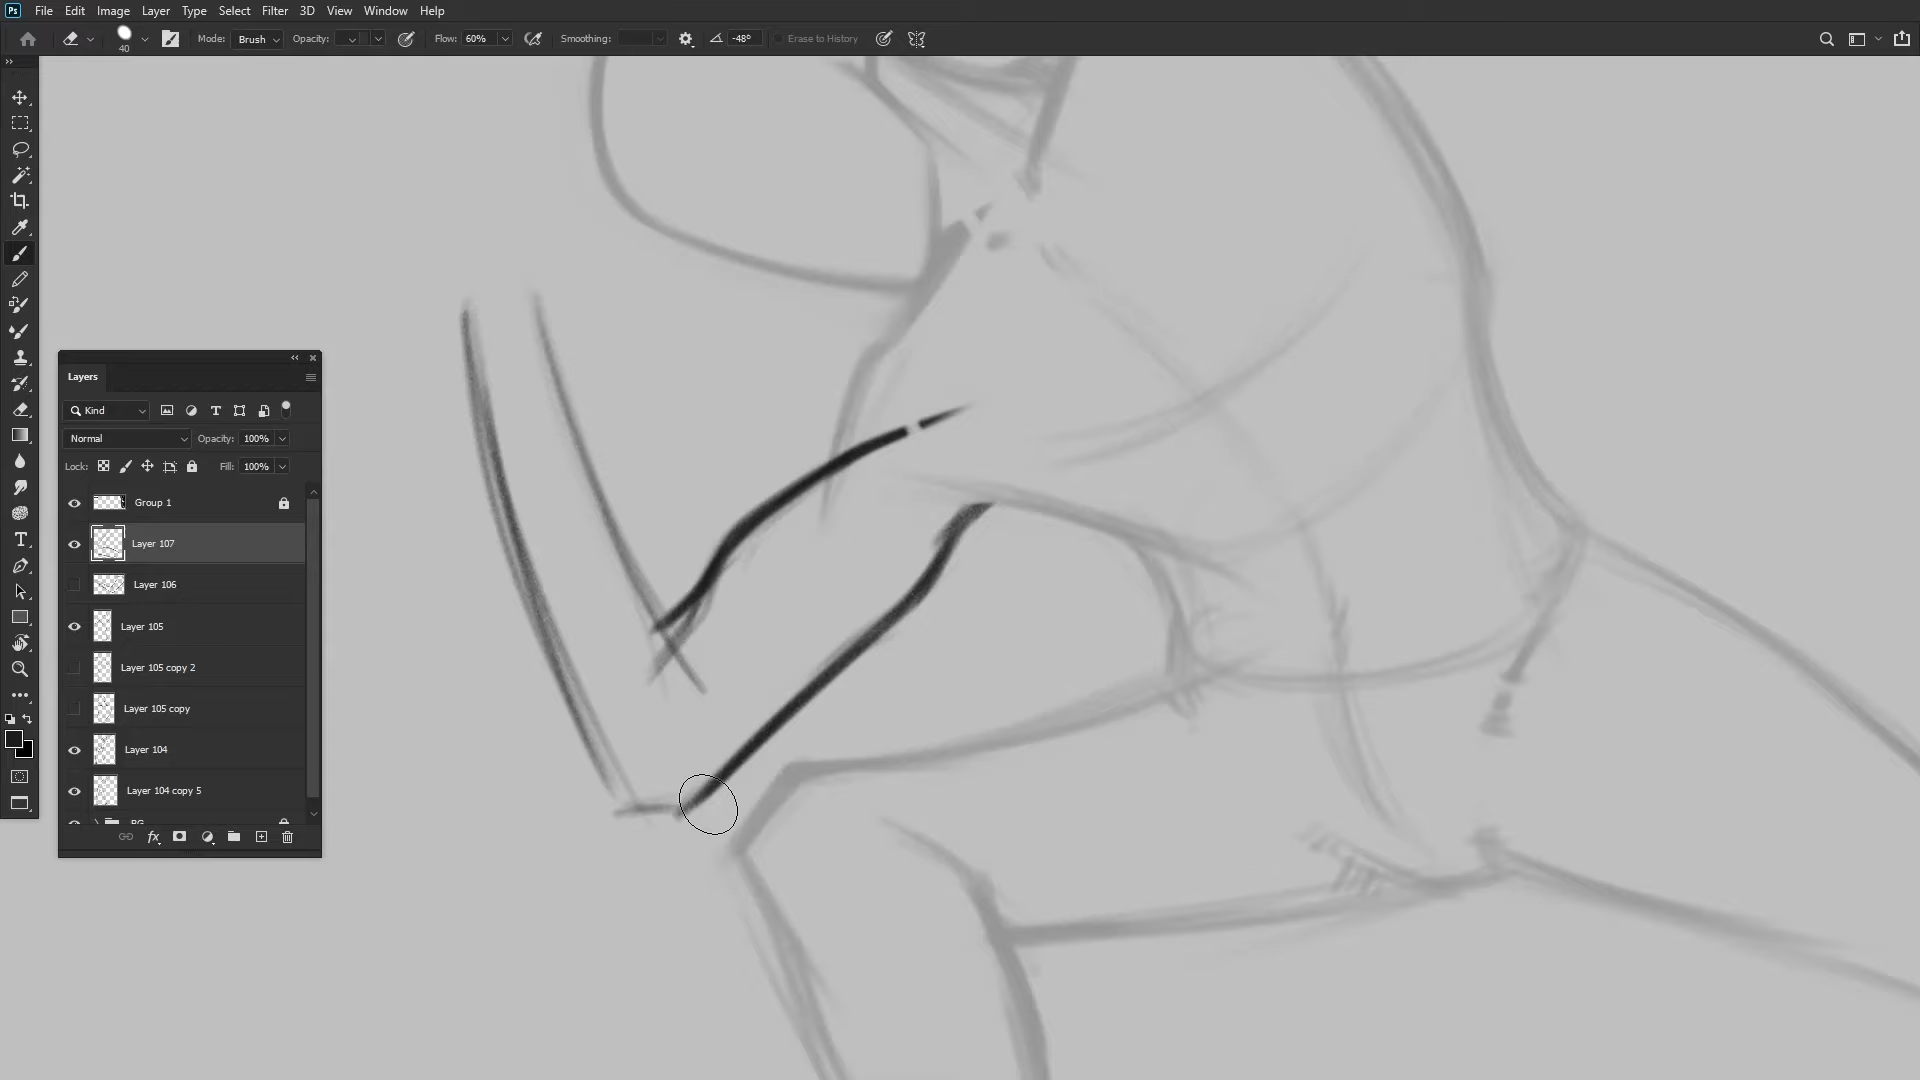 Ps File Edit Image Layer Type Select Filter 3D View Window Help
40 Mode: Brush Opacity: Flow: 60% Smoothing: -48° Erase to History
Layers
Kind
Normal Opacity: 100%
Lock: Fill: 100%
Group 1
Layer 107
Layer 106
Layer 105
Layer 105 copy 2
Layer 105 copy
Layer 104
Layer 104 copy 5
fx